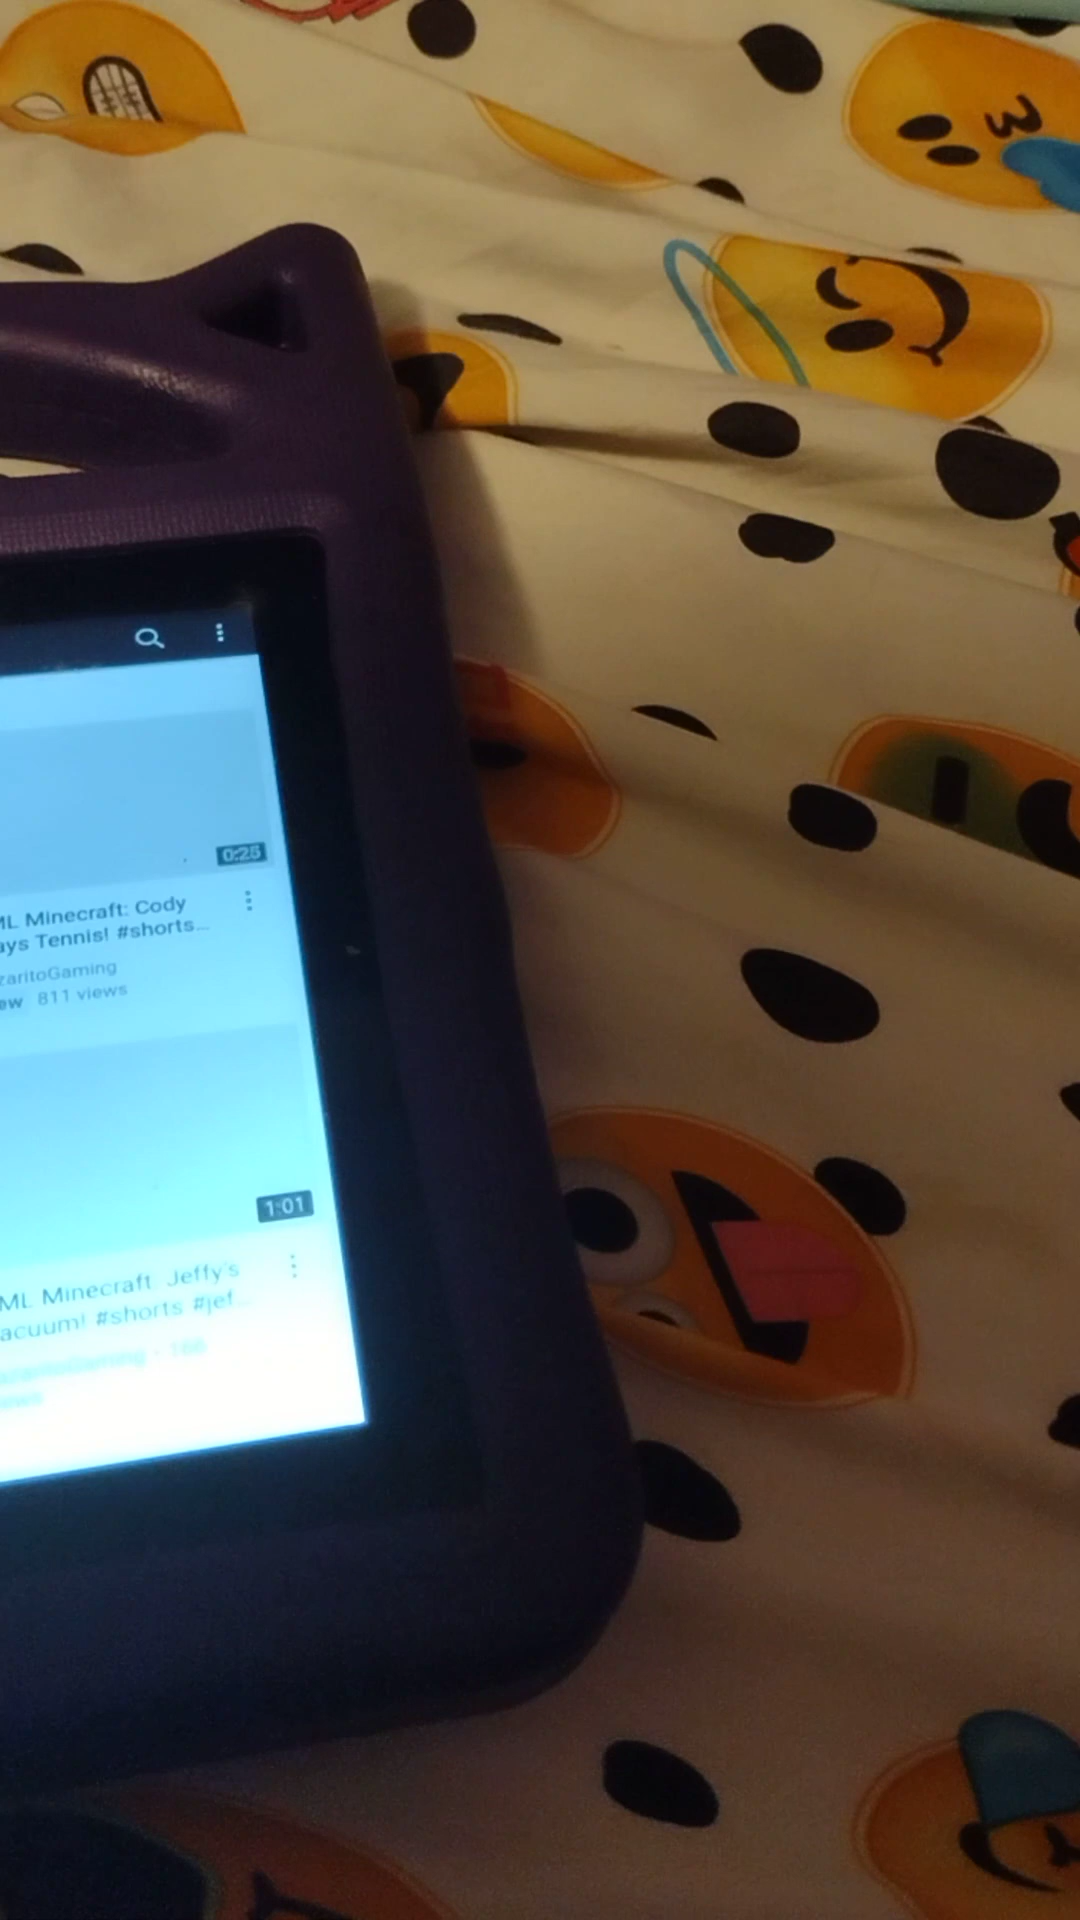 0:25
ML Minecraft: Cody
ays Tennis! #shorts...
zaritoGaming
ew 811 views
1:01
ML Minecraft: Jeffy's
acuum! #shorts #jef...